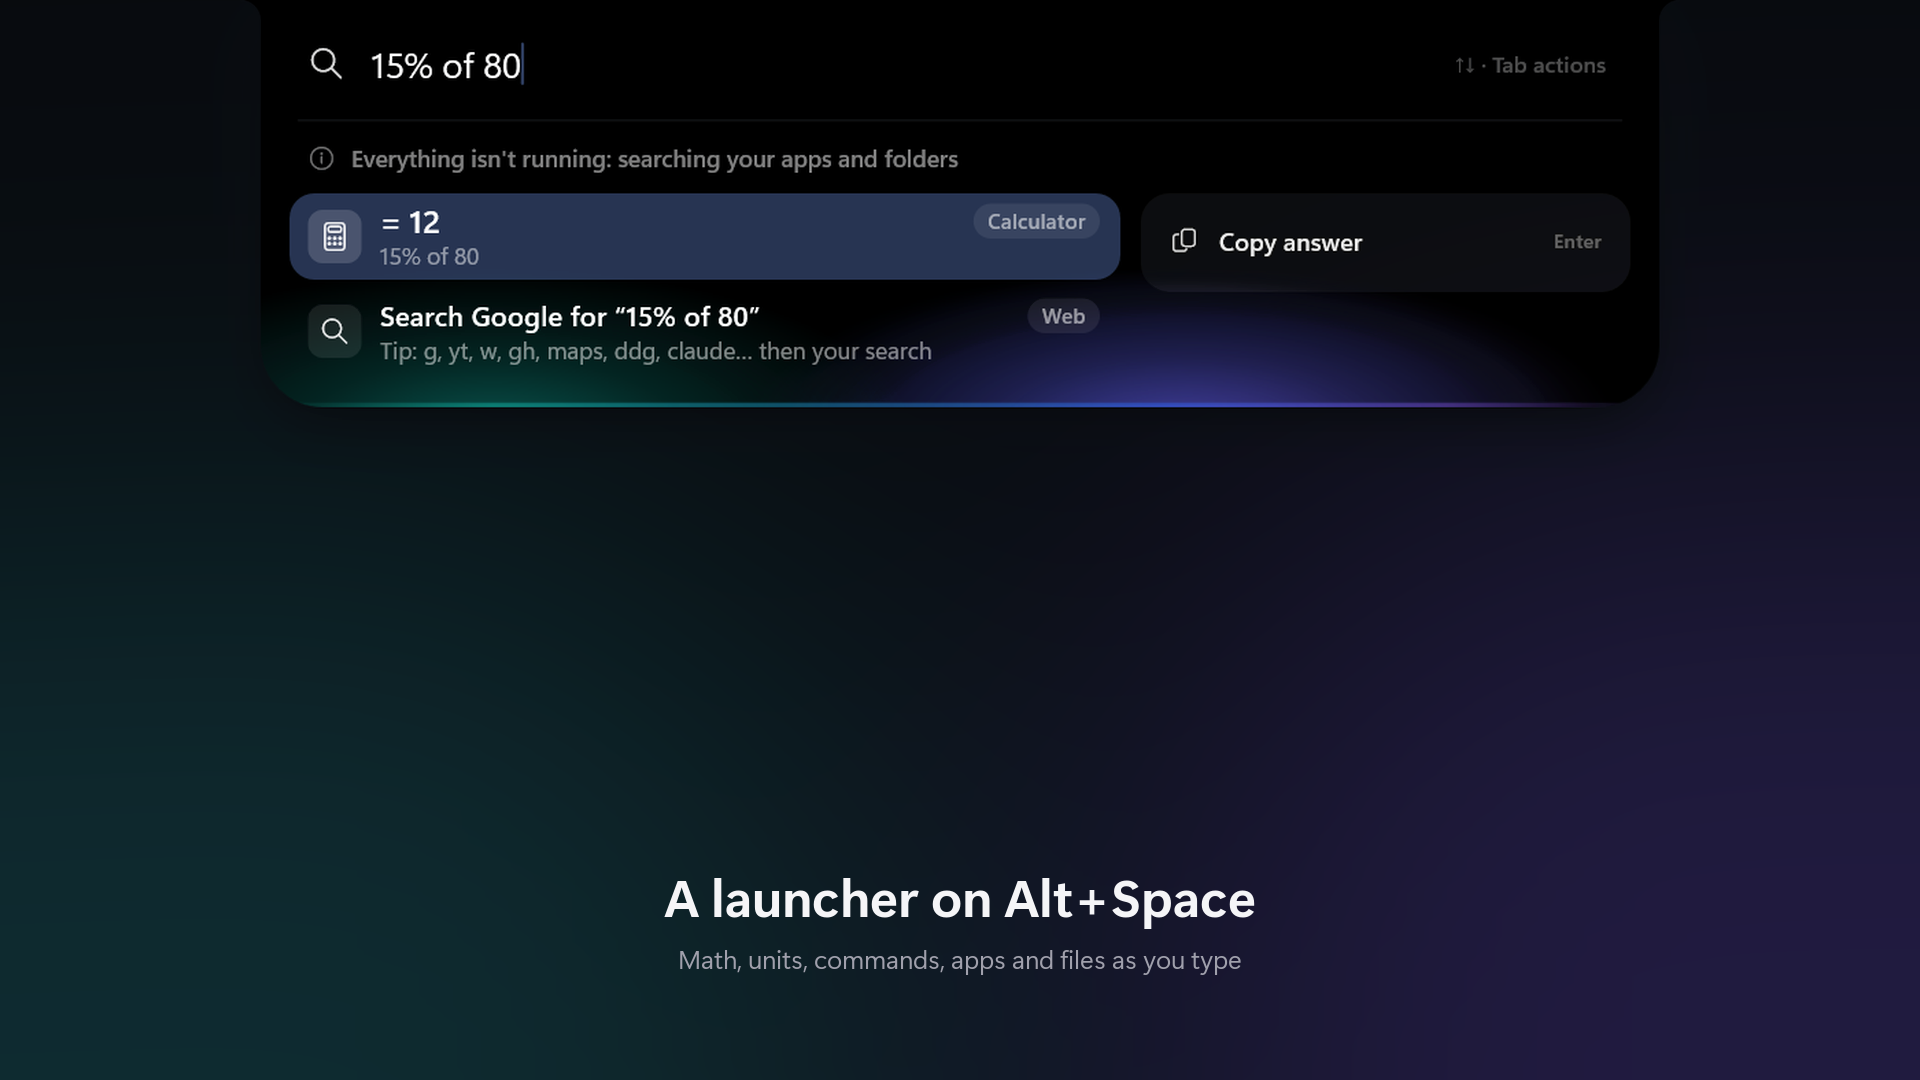 15% of 80
↑↓ · Tab actions
Everything isn't running: searching your apps and folders
= 12
Calculator
15% of 80
Copy answer
Enter
Search Google for “15% of 80”
Web
Tip: g, yt, w, gh, maps, ddg, claude... then your search
A launcher on Alt+Space
Math, units, commands, apps and files as you type